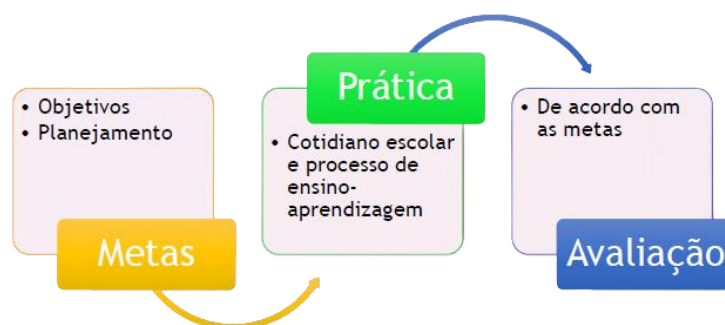 • Objetivos
• Planejamento
Metas
Prática
• Cotidiano escolar
e processo de
ensino-
aprendizagem
• De acordo com
as metas
Avaliação